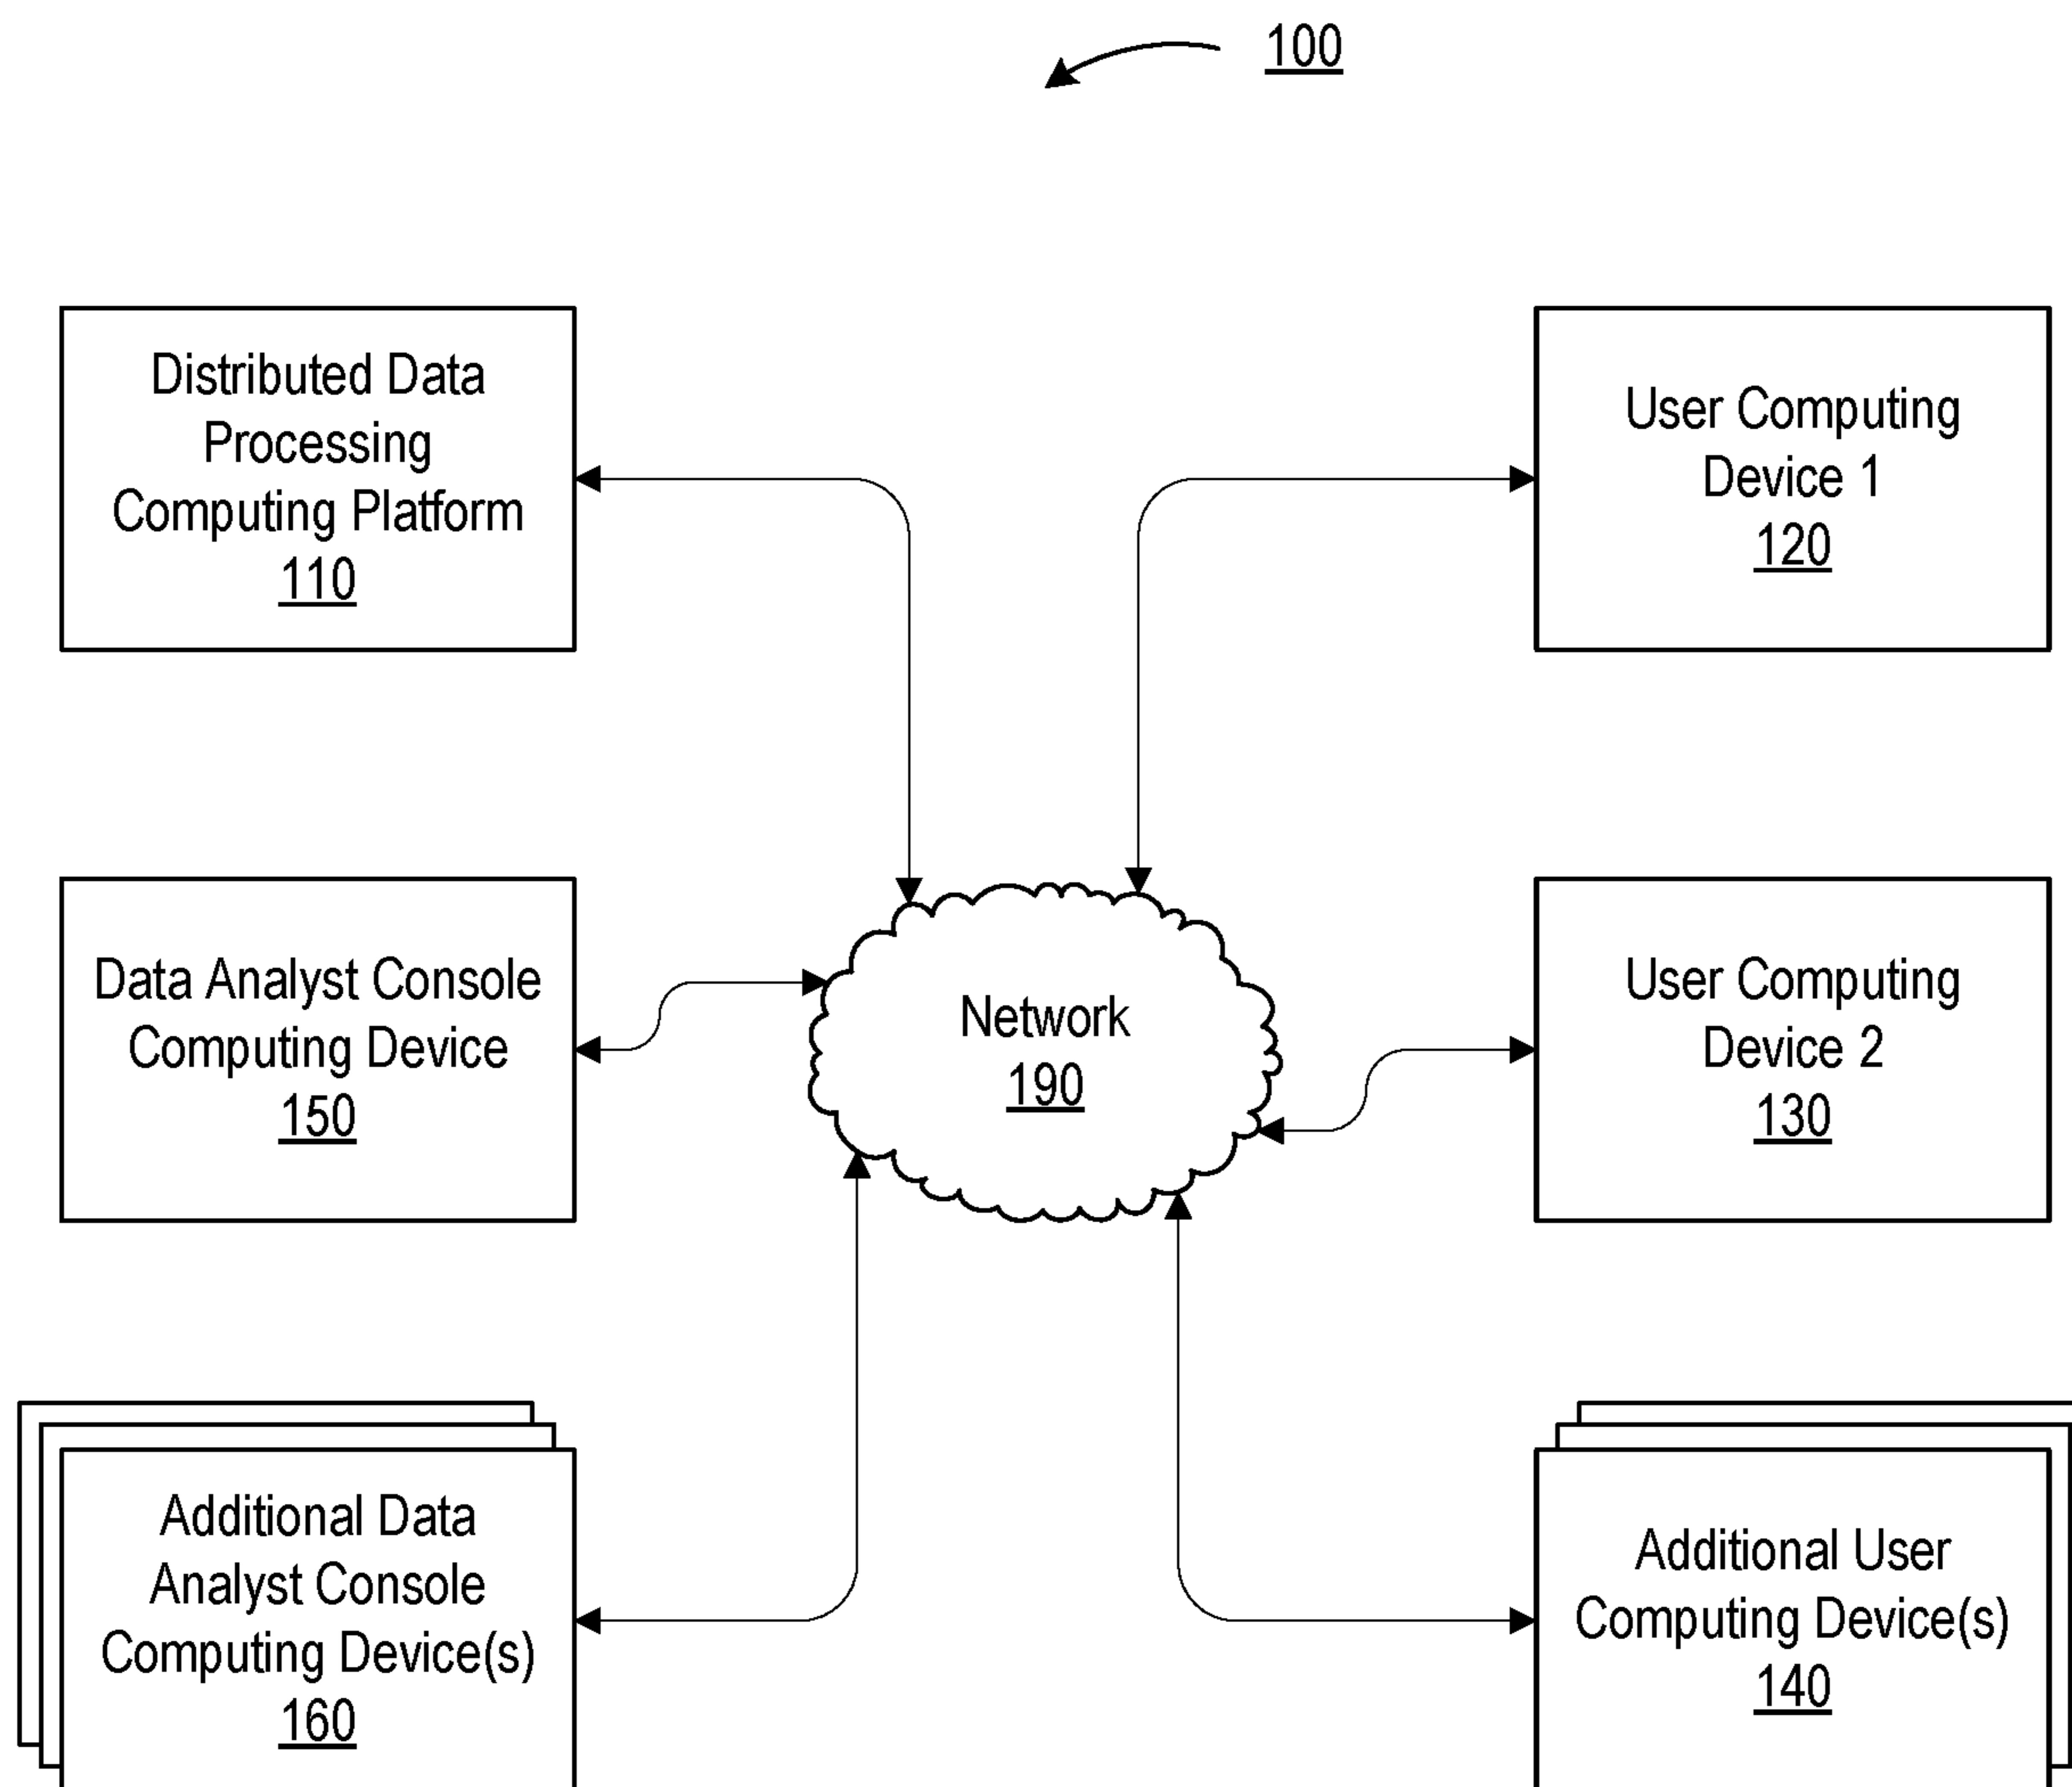 100
Distributed Data
Processing
Computing Platform
110
User Computing
Device 1
120
Data Analyst Console
Computing Device
150
Network
190
User Computing
Device 2
130
Additional Data
Analyst Console
Computing Device(s)
160
Additional User
Computing Device(s)
140